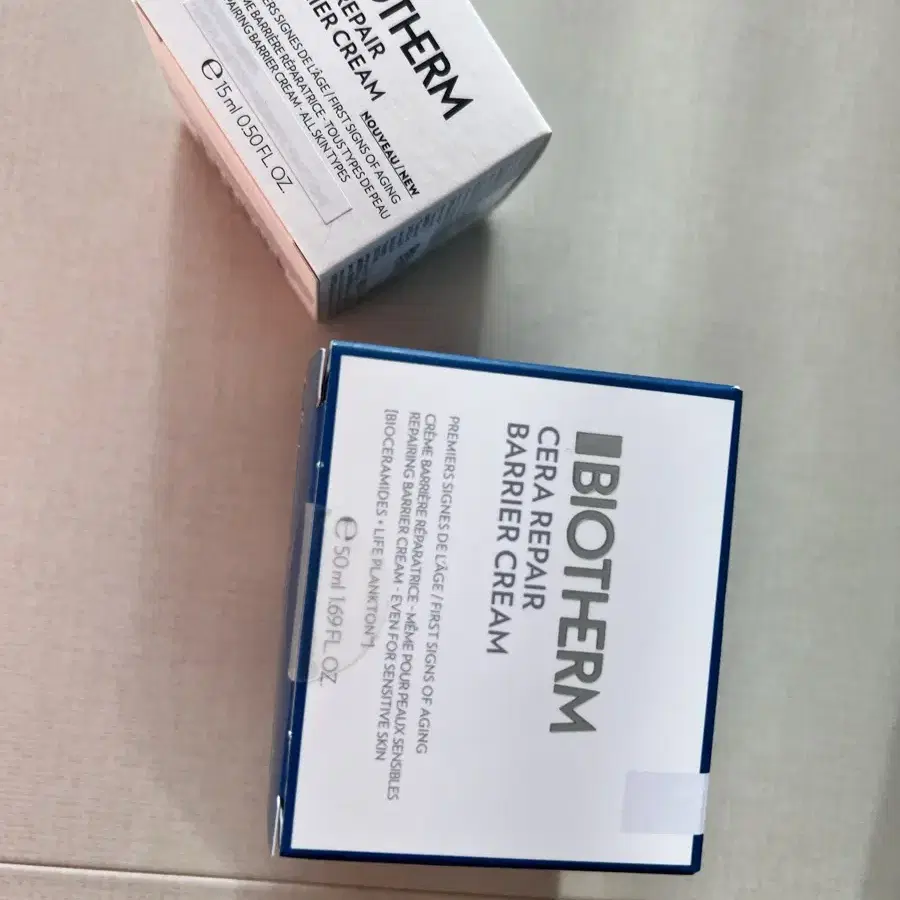 OTHERM
REPAIR
IER CREAM
NOUVEAU / NEW
ERS SIGNES DE L'ÂGE / FIRST SIGNS OF AGING
ME BARRIÈRE RÉPARATRICE - TOUS TYPES DE PEAU
PAIRING BARRIER CREAM - ALL SKIN TYPES
e 15 ml 0.50 FL. OZ.
BIOTHERM
CERA REPAIR
BARRIER CREAM
PREMIERS SIGNES DE L'ÂGE / FIRST SIGNS OF AGING
CRÈME BARRIÈRE RÉPARATRICE - MÊME POUR PEAUX SENSIBLES
REPAIRING BARRIER CREAM - EVEN FOR SENSITIVE SKIN
[BIOCERAMIDES + LIFE PLANKTON™]
e 50 ml 1.69 FL. OZ.